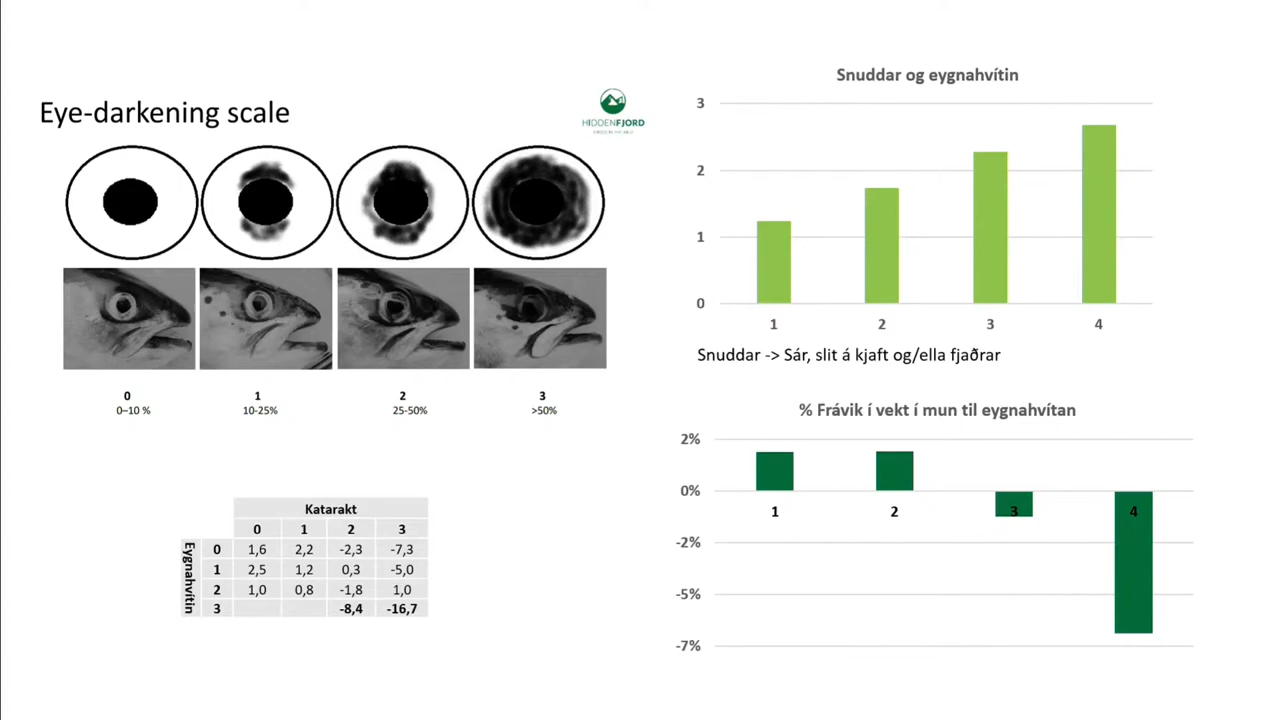 Eye-darkening scale
HIDDENFJORD
0 1 2 3
0–10 % 10-25% 25-50% >50%
Katarakt
0 1 2 3
Eygnahvítin
0 1,6 2,2 -2,3 -7,3
1 2,5 1,2 0,3 -5,0
2 1,0 0,8 -1,8 1,0
3 -8,4 -16,7
Snuddar og eygnahvítin
3
2
1
0
1 2 3 4
Snuddar -> Sár, slit á kjaft og/ella fjaðrar
% Frávik í vekt í mun til eygnahvítan
2%
0%
1 2 3 4
-2%
-5%
-7%